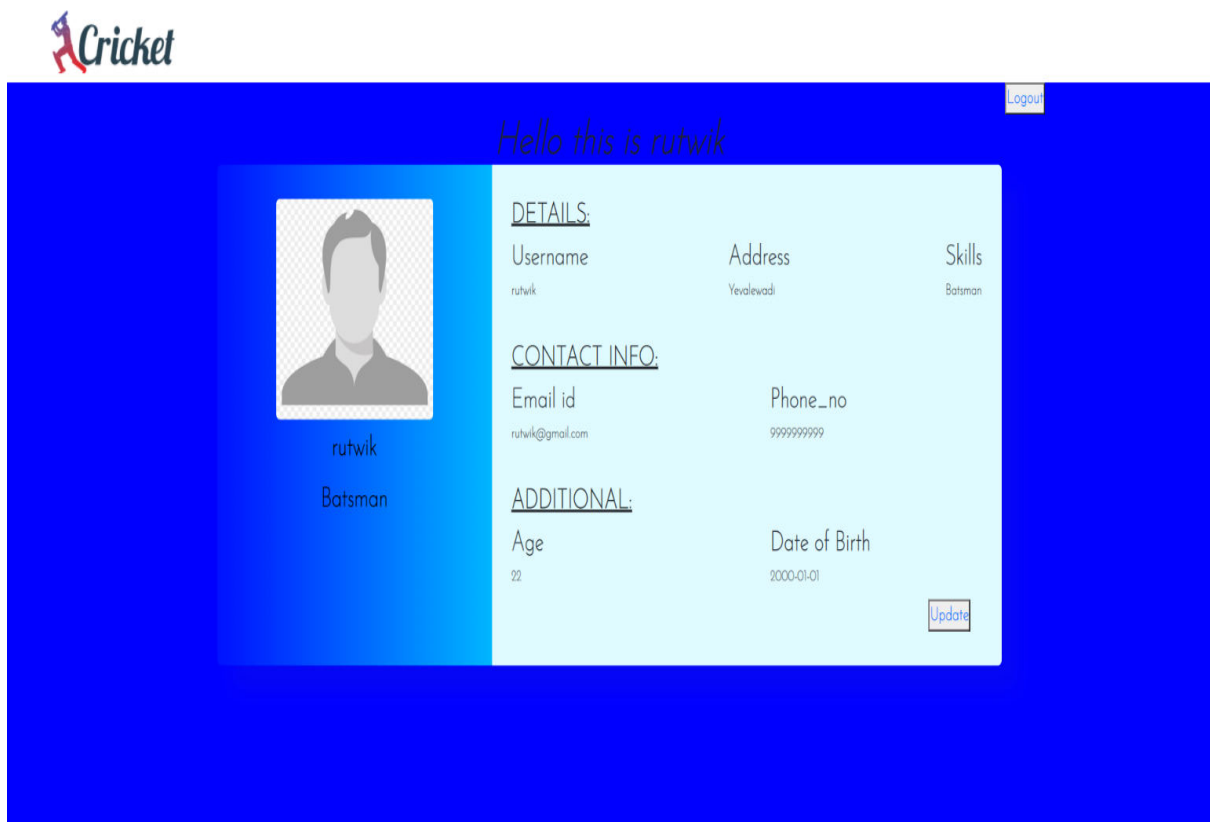 Cricket
Logout
Hello this is rutwik
rutwik
Batsman
DETAILS:
Username Address Skills
rutwik Yevalewadi Batsman
CONTACT INFO:
Email id Phone_no
rutwik@gmail.com 9999999999
ADDITIONAL:
Age Date of Birth
22 2000-01-01
Update